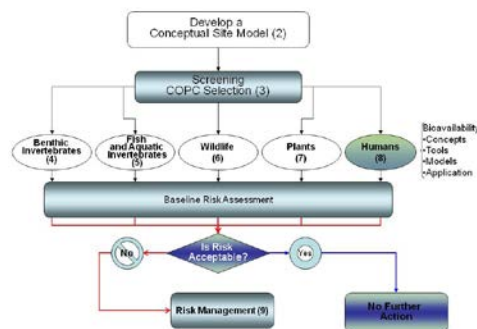 Develop a
Conceptual Site Model (2)
Screening
COPC Selection (3)
Benthic
Invertebrates
(4)
Fish
and Aquatic
Invertebrates
(5)
Wildlife
(6)
Plants
(7)
Humans
(8)
Bioavailability
•Concepts
•Tools
•Models
•Application
Baseline Risk Assessment
No
Is Risk
Acceptable?
Yes
Risk Management (9)
No Further
Action